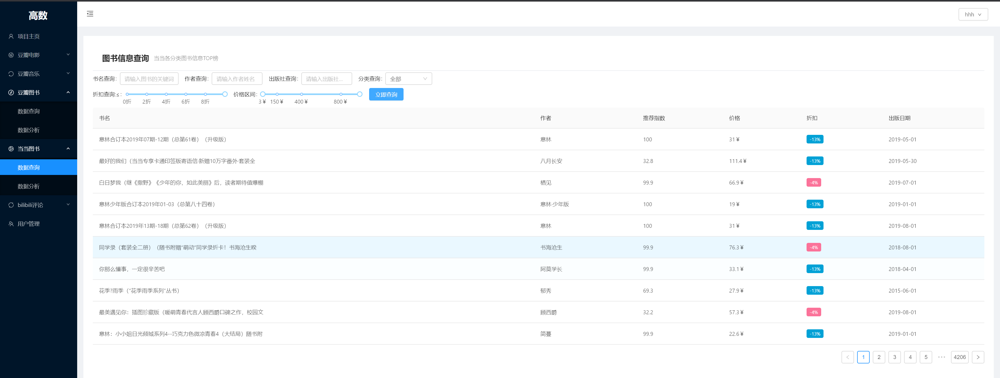 高数
hhh
项目主页
豆瓣电影
豆瓣音乐
豆瓣图书
数据查询
数据分析
当当图书
数据查询
数据分析
bilibili评论
用户管理
图书信息查询 当当各分类图书信息TOP榜
书名查询: 请输入图书的关键词 作者查询: 请输入作者姓名 出版社查询: 请输入出版社... 分类查询: 全部
折扣查询:≤: 0折 2折 4折 6折 8折 价格区间: 3¥ 150¥ 400¥ 800¥ 立即查询
书名 作者 推荐指数 价格 折扣 出版日期
意林合订本2019年07期-12期（总第61卷）（升级版） 意林 100 31¥ -13% 2019-05-01
最好的我们（当当专享卡通印签版寄语信·新赠10万字番外·套装全 八月长安 32.8 111.4¥ -13% 2019-05-30
白日梦我（继《撒野》《少年的你，如此美丽》后，读者期待值爆棚 栖见 99.9 66.9¥ -4% 2019-07-01
意林少年版合订本2019年01-03（总第八十四卷） 意林·少年版 100 19¥ -13% 2019-01-01
意林合订本2019年13期-18期（总第62卷）（升级版） 意林 100 31¥ -13% 2019-08-01
同学录（套装全二册）（随书附赠“萌动”同学录折卡！书海沧生暌 书海沧生 99.9 76.3¥ -4% 2018-08-01
你那么懂事，一定很辛苦吧 阿莫学长 99.9 33.1¥ -13% 2018-04-01
花季?雨季（“花季雨季系列”丛书） 郁秀 69.3 27.9¥ -13% 2015-06-01
最美遇见你：插图珍藏版（暖萌青春代言人顾西爵口碑之作，校园文 顾西爵 32.2 57.3¥ -4% 2019-08-01
意林：小小姐日光倾城系列4--巧克力色微凉青春4（大结局）随书附 简蔓 99.9 22.6¥ -13% 2019-01-01
< 1 2 3 4 5 ••• 4206 >